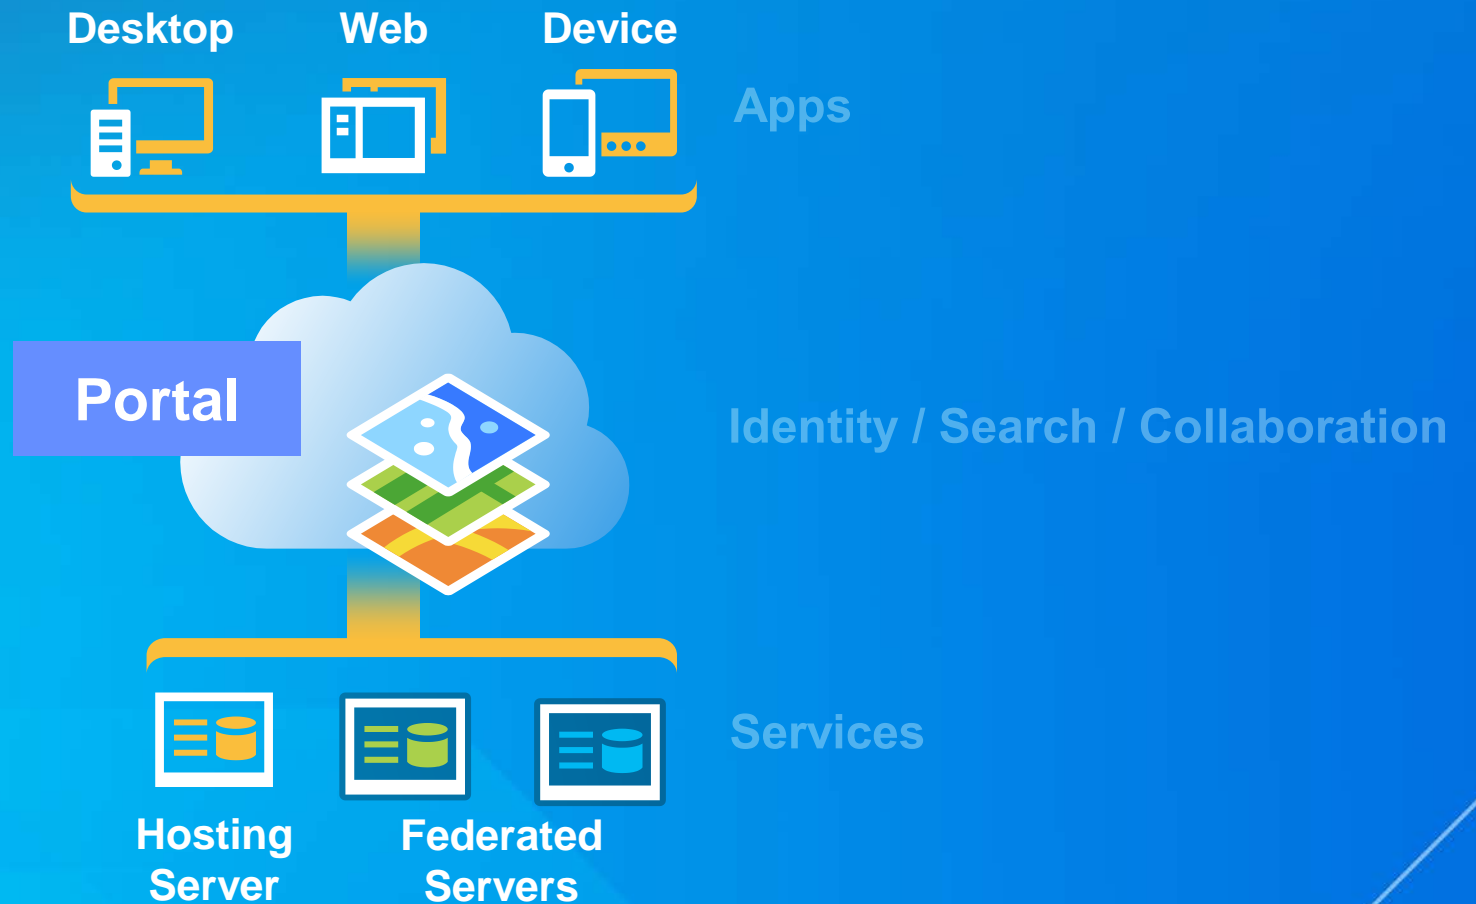 Desktop Web Device
Apps
Portal
Identity / Search / Collaboration
Services
Hosting
Server
Federated
Servers